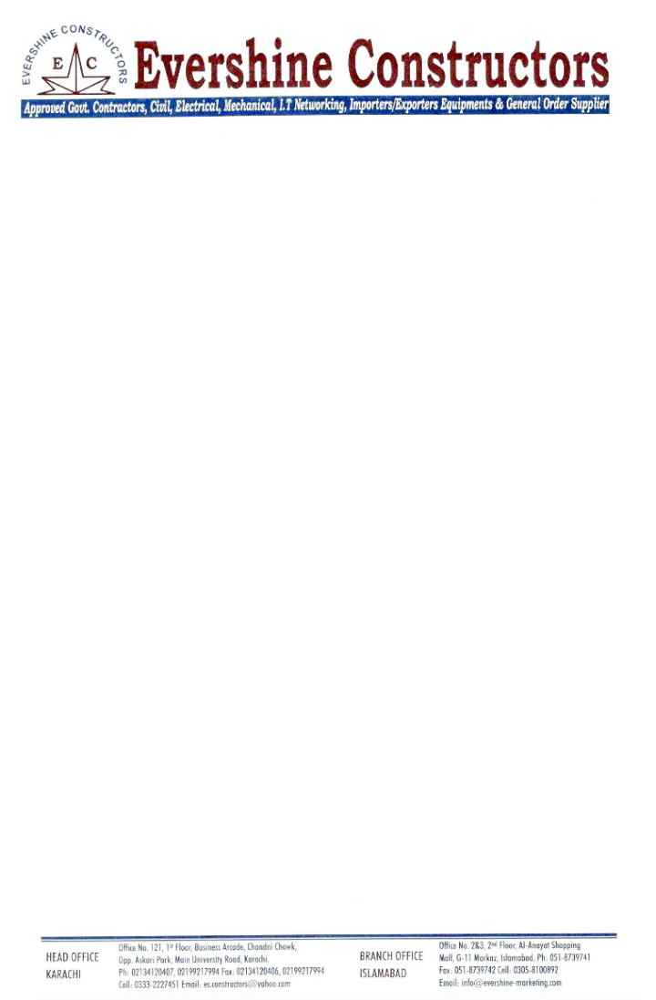 EVERSHINE CONSTRUCTORS
E C
Evershine Constructors
Approved Govt. Contractors, Civil, Electrical, Mechanical, I.T Networking, Importers/Exporters Equipments & General Order Supplier
HEAD OFFICE
KARACHI
Office No. 121, 1st Floor, Business Arcade, Chandni Chowk,
Opp. Askari Park, Main University Road, Karachi.
Ph: 02134120407, 02199217994 Fax: 02134120406, 02199217994
Cell: 0333-2227451 Email: es.constructors@yahoo.com
BRANCH OFFICE
ISLAMABAD
Office No. 2&3, 2nd Floor, Al-Anayat Shopping
Mall, G-11 Markaz, Islamabad, Ph: 051-8739741
Fax: 051-8739742 Cell: 0305-8100892
Email: info@evershine-marketing.com